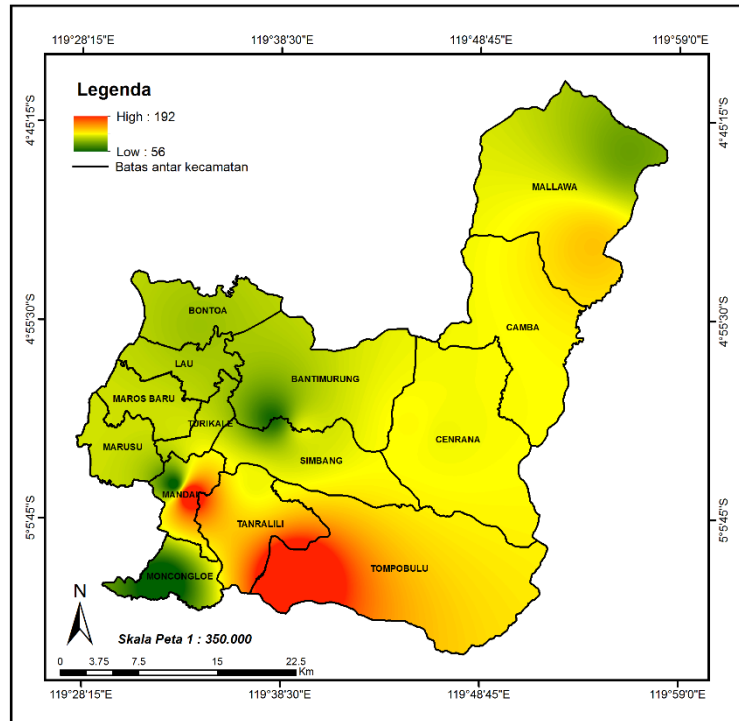 119°28'15"E 119°38'30"E 119°48'45"E 119°59'0"E
Legenda
High : 192
Low : 56
Batas antar kecamatan
4°45'15"S 4°45'15"S
MALLAWA
BONTOA
4°55'30"S 4°55'30"S
CAMBA
LAU
BANTIMURUNG
MAROS BARU
TURIKALE
MARUSU
CENRANA
SIMBANG
MANDAI
5°5'45"S 5°5'45"S
TANRALILI
TOMPOBULU
MONCONGLOE
N
Skala Peta 1 : 350.000
0 3.75 7.5 15 22.5
Km
119°28'15"E 119°38'30"E 119°48'45"E 119°59'0"E